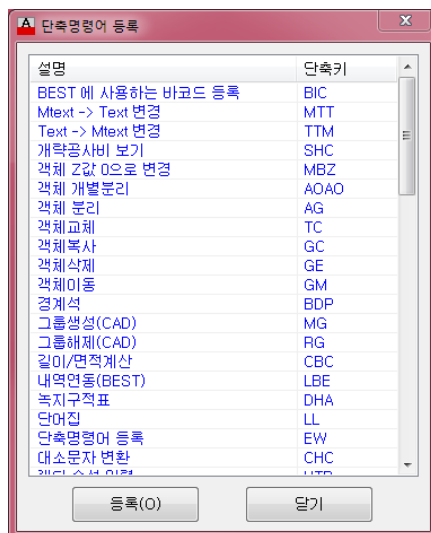 단축명령어 등록
설명 단축키
BEST 에 사용하는 바코드 등록 BIC
Mtext -> Text 변경 MTT
Text -> Mtext 변경 TTM
개략공사비 보기 SHC
객체 Z값 0으로 변경 MBZ
객체 개별분리 AOAO
객체 분리 AG
객체교체 TC
객체복사 GC
객체삭제 GE
객체이동 GM
경계석 BDP
그룹생성(CAD) MG
그룹해제(CAD) RG
길이/면적계산 CBC
내역연동(BEST) LBE
녹지구적표 DHA
단어집 LL
단축명령어 등록 EW
대소문자 변환 CHC
등록(O) 닫기